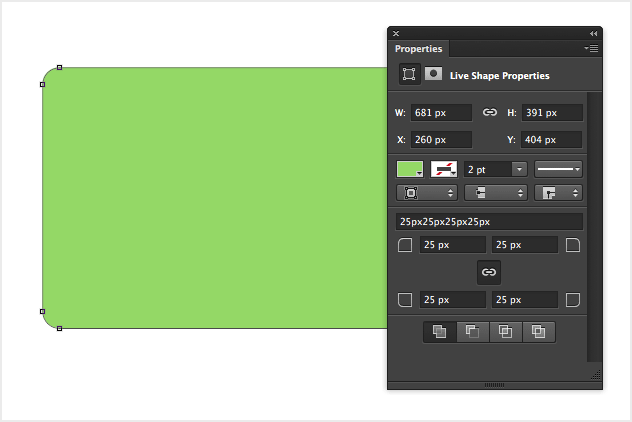 Properties
Live Shape Properties
W: 681 px H: 391 px
X: 260 px Y: 404 px
2 pt
25px25px25px25px
25 px 25 px
25 px 25 px